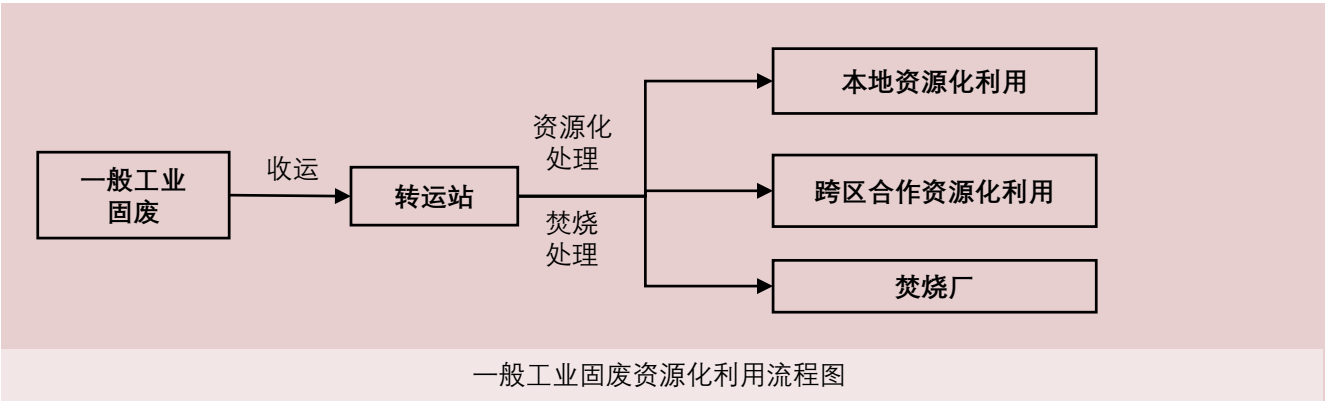 一般工业
固废
收运
转运站
资源化
处理
焚烧
处理
本地资源化利用
跨区合作资源化利用
焚烧厂
一般工业固废资源化利用流程图